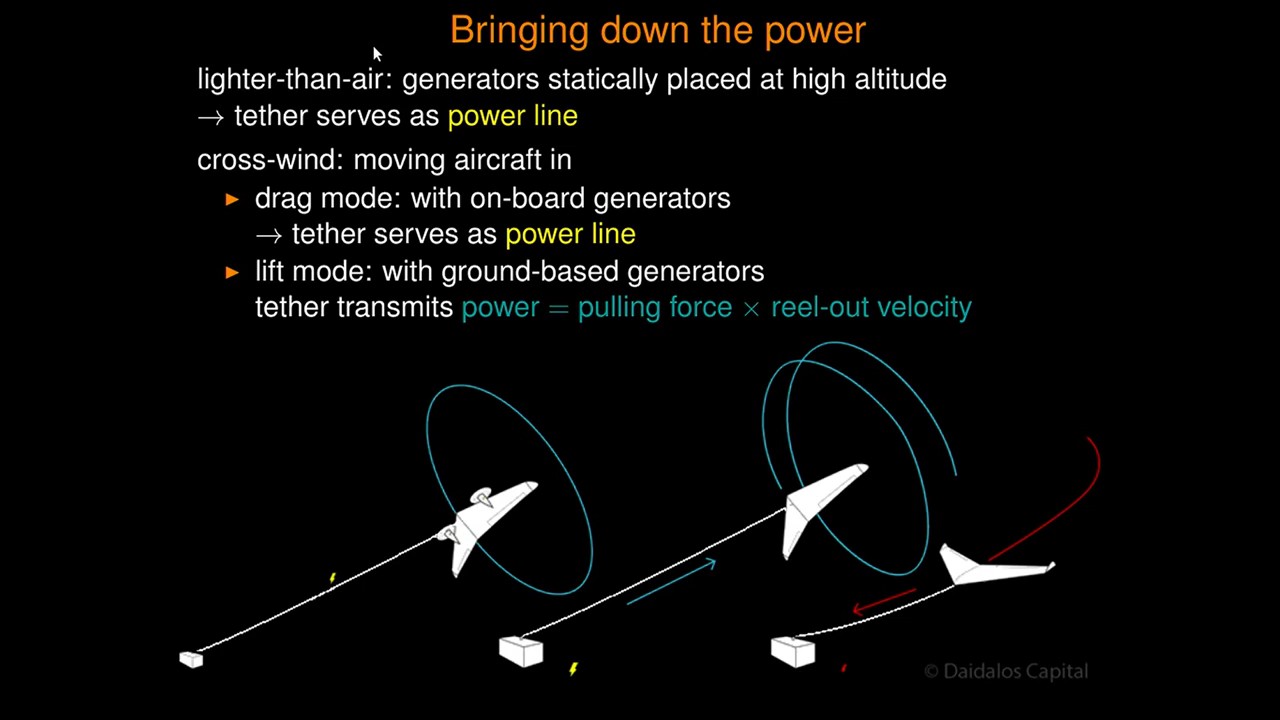 Bringing down the power
lighter-than-air: generators statically placed at high altitude
→ tether serves as power line
cross-wind: moving aircraft in
▶ drag mode: with on-board generators
→ tether serves as power line
▶ lift mode: with ground-based generators
tether transmits power = pulling force × reel-out velocity
© Daidalos Capital